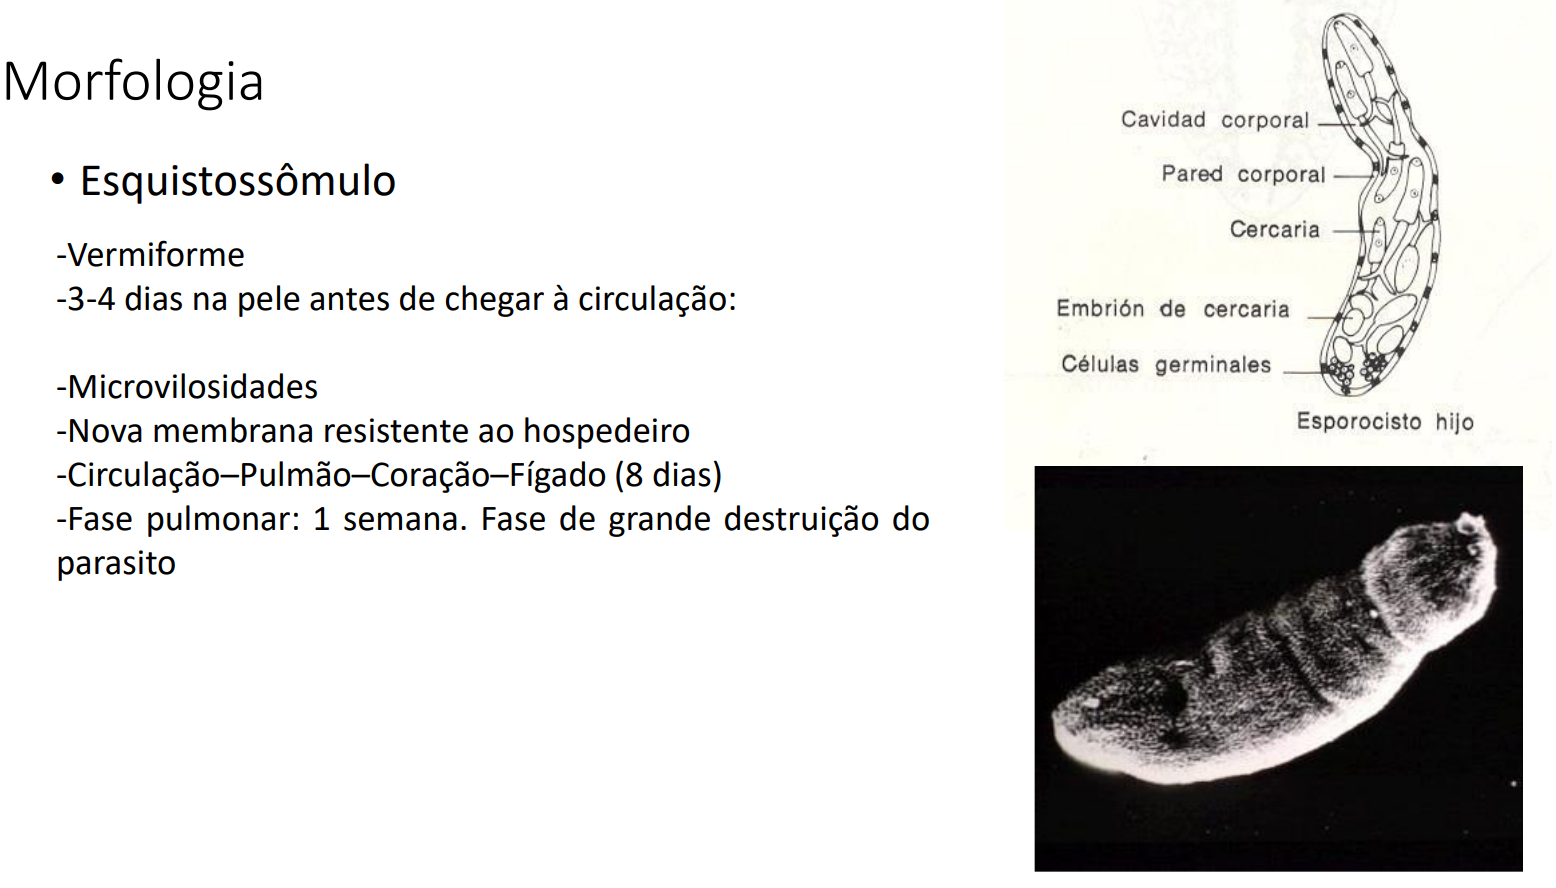 Morfologia
• Esquistossômulo
-Vermiforme
-3-4 dias na pele antes de chegar à circulação:
-Microvilosidades
-Nova membrana resistente ao hospedeiro
-Circulação–Pulmão–Coração–Fígado (8 dias)
-Fase pulmonar: 1 semana. Fase de grande destruição do
parasito
Cavidad corporal
Pared corporal
Cercaria
Embrión de cercaria
Células germinales
Esporocisto hijo